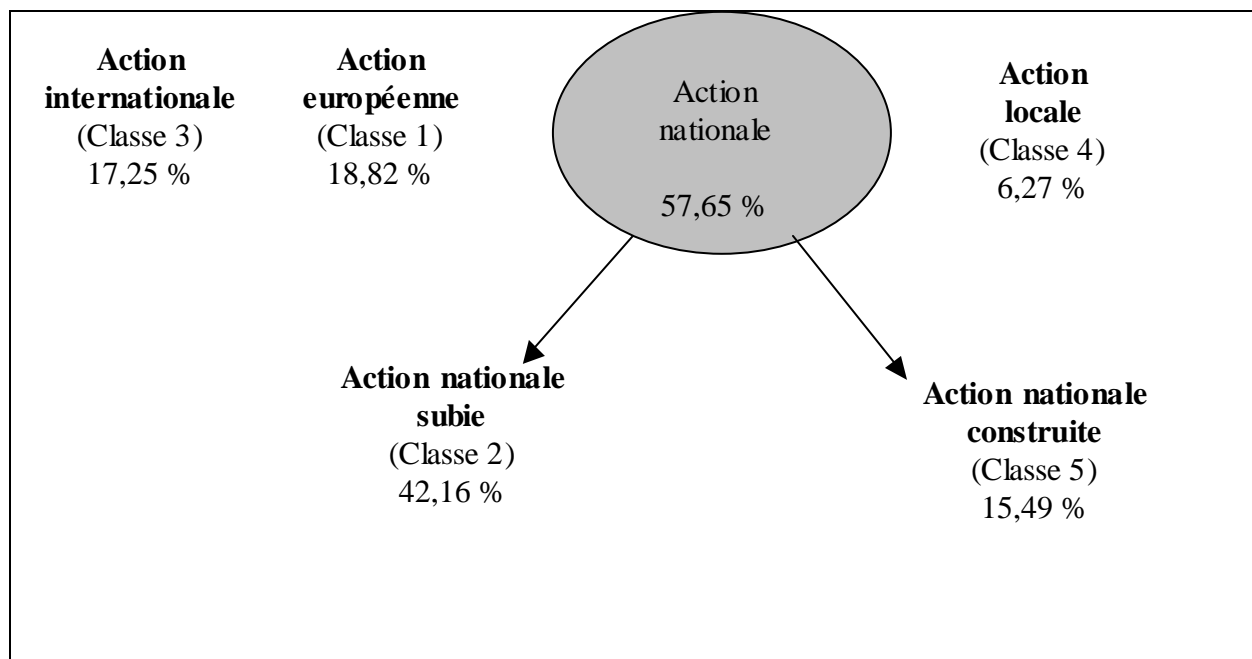 Action
internationale
(Classe 3)
17,25 %
Action
européenne
(Classe 1)
18,82 %
Action
nationale
57,65 %
Action
locale
(Classe 4)
6,27 %
Action nationale
subie
(Classe 2)
42,16 %
Action nationale
construite
(Classe 5)
15,49 %